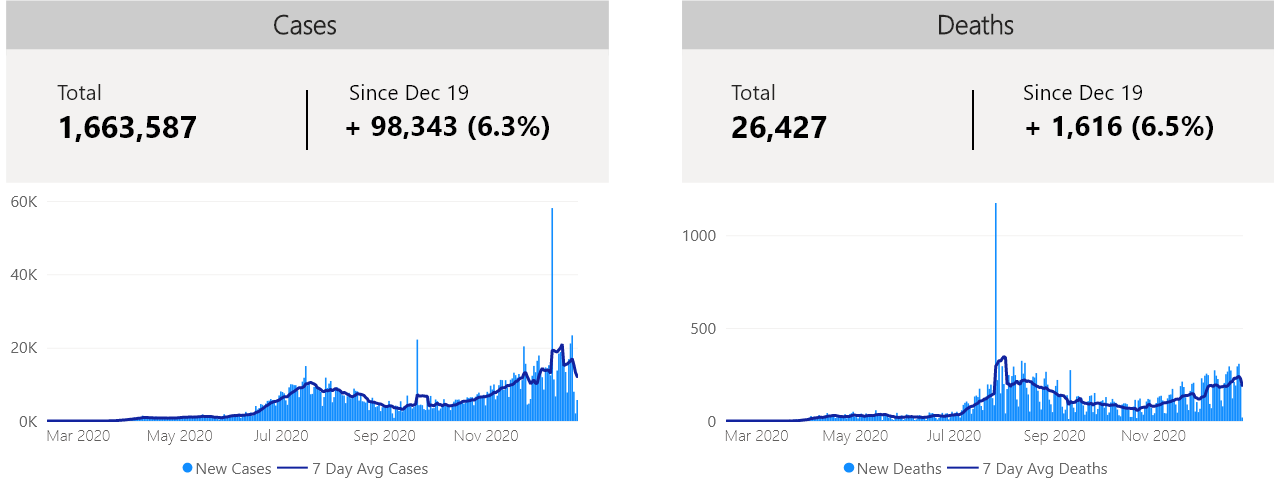 Cases
Total
1,663,587
Since Dec 19
+ 98,343 (6.3%)
60K
40K
20K
0K
Mar 2020 May 2020 Jul 2020 Sep 2020 Nov 2020
New Cases 7 Day Avg Cases
Deaths
Total
26,427
Since Dec 19
+ 1,616 (6.5%)
1000
500
0
Mar 2020 May 2020 Jul 2020 Sep 2020 Nov 2020
New Deaths 7 Day Avg Deaths